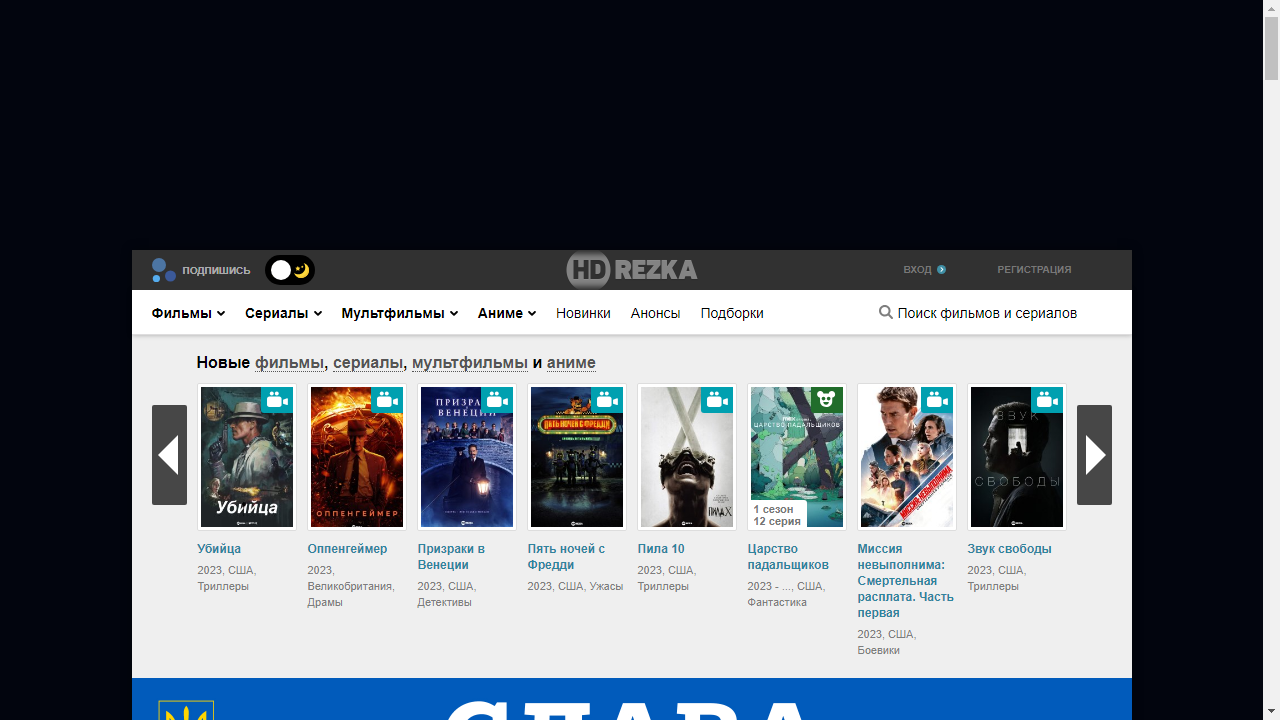 ПОДПИШИСЬ
HD REZKA
ВХОД
РЕГИСТРАЦИЯ
Фильмы
Сериалы
Мультфильмы
Аниме
Новинки
Анонсы
Подборки
Поиск фильмов и сериалов
Новые фильмы, сериалы, мультфильмы и аниме
Убийца
ОППЕНГЕЙМЕР
ПРИЗРАКИ
ВЕНЕЦИИ
ПЯТЬ НОЧЕЙ С ФРЕДДИ
ПИЛА X
ЦАРСТВО ПАДАЛЬЩИКОВ
1 сезон
12 серия
МИССИЯ НЕВЫПОЛНИМА
ЗВУК
СВОБОДЫ
Убийца
2023, США,
Триллеры
Оппенгеймер
2023,
Великобритания,
Драмы
Призраки в
Венеции
2023, США,
Детективы
Пять ночей с
Фредди
2023, США, Ужасы
Пила 10
2023, США,
Триллеры
Царство
падальщиков
2023 - ..., США,
Фантастика
Миссия
невыполнима:
Смертельная
расплата. Часть
первая
2023, США,
Боевики
Звук свободы
2023, США,
Триллеры
СЛАВА